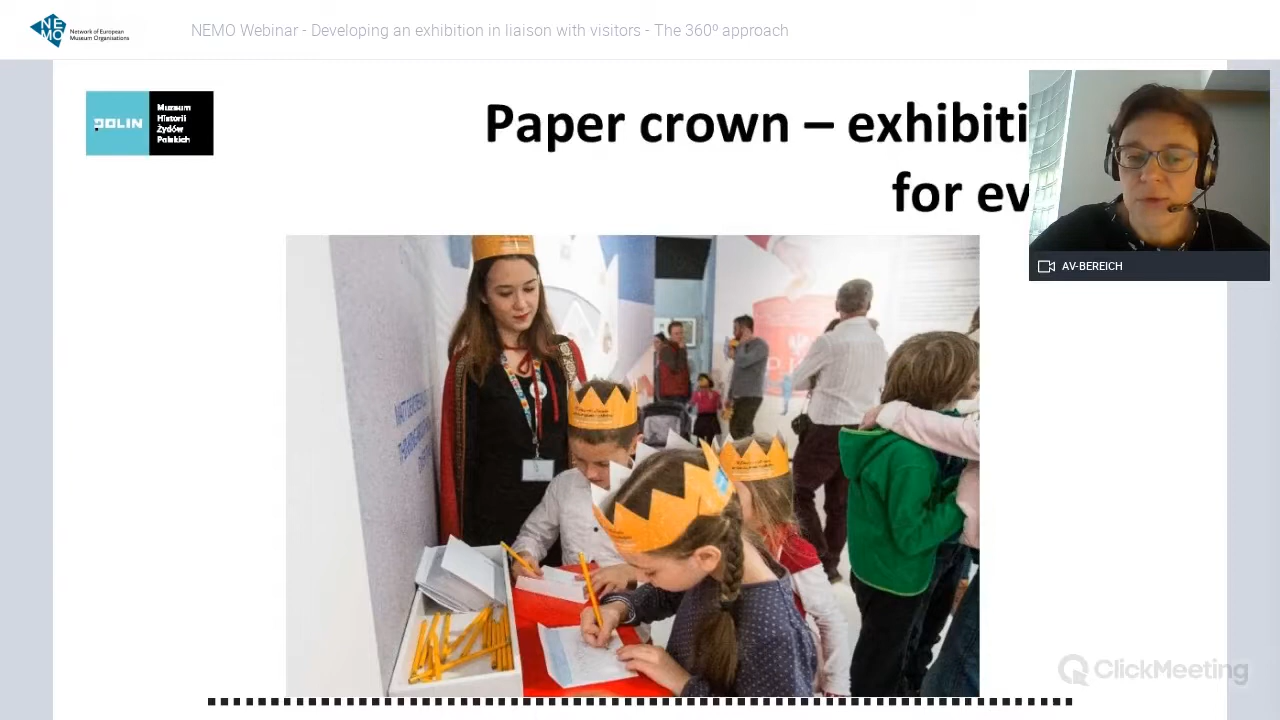 NEMO
Network of European
Museum Organisations
NEMO Webinar - Developing an exhibition in liaison with visitors - The 360º approach
POLIN
Muzeum
Historii
Żydów
Polskich
Paper crown – exhibiti
for ev
AV-BEREICH
ClickMeeting